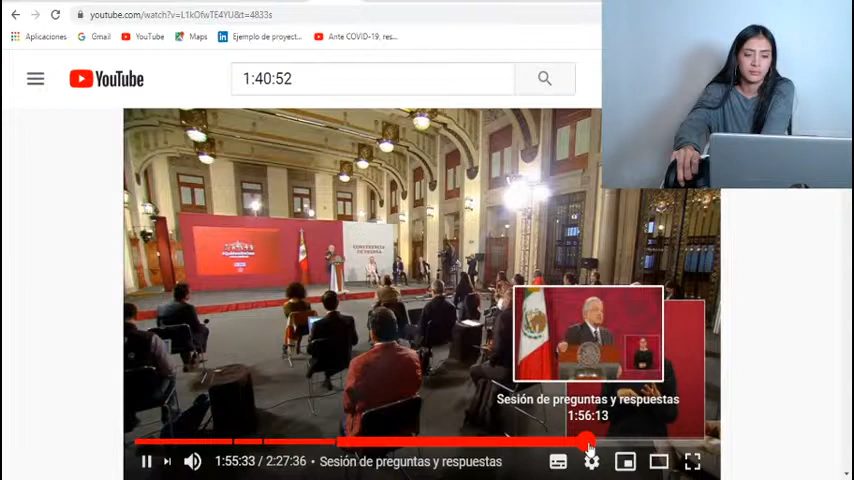 youtube.com/watch?v=L1kOfwTE4YU&t=4833s
Aplicaciones Gmail YouTube Maps Ejemplo de proyect... Ante COVID-19, res...
YouTube
1:40:52
CONFERENCIA
DE PRENSA
Sesión de preguntas y respuestas
1:56:13
1:55:33 / 2:27:36 • Sesión de preguntas y respuestas